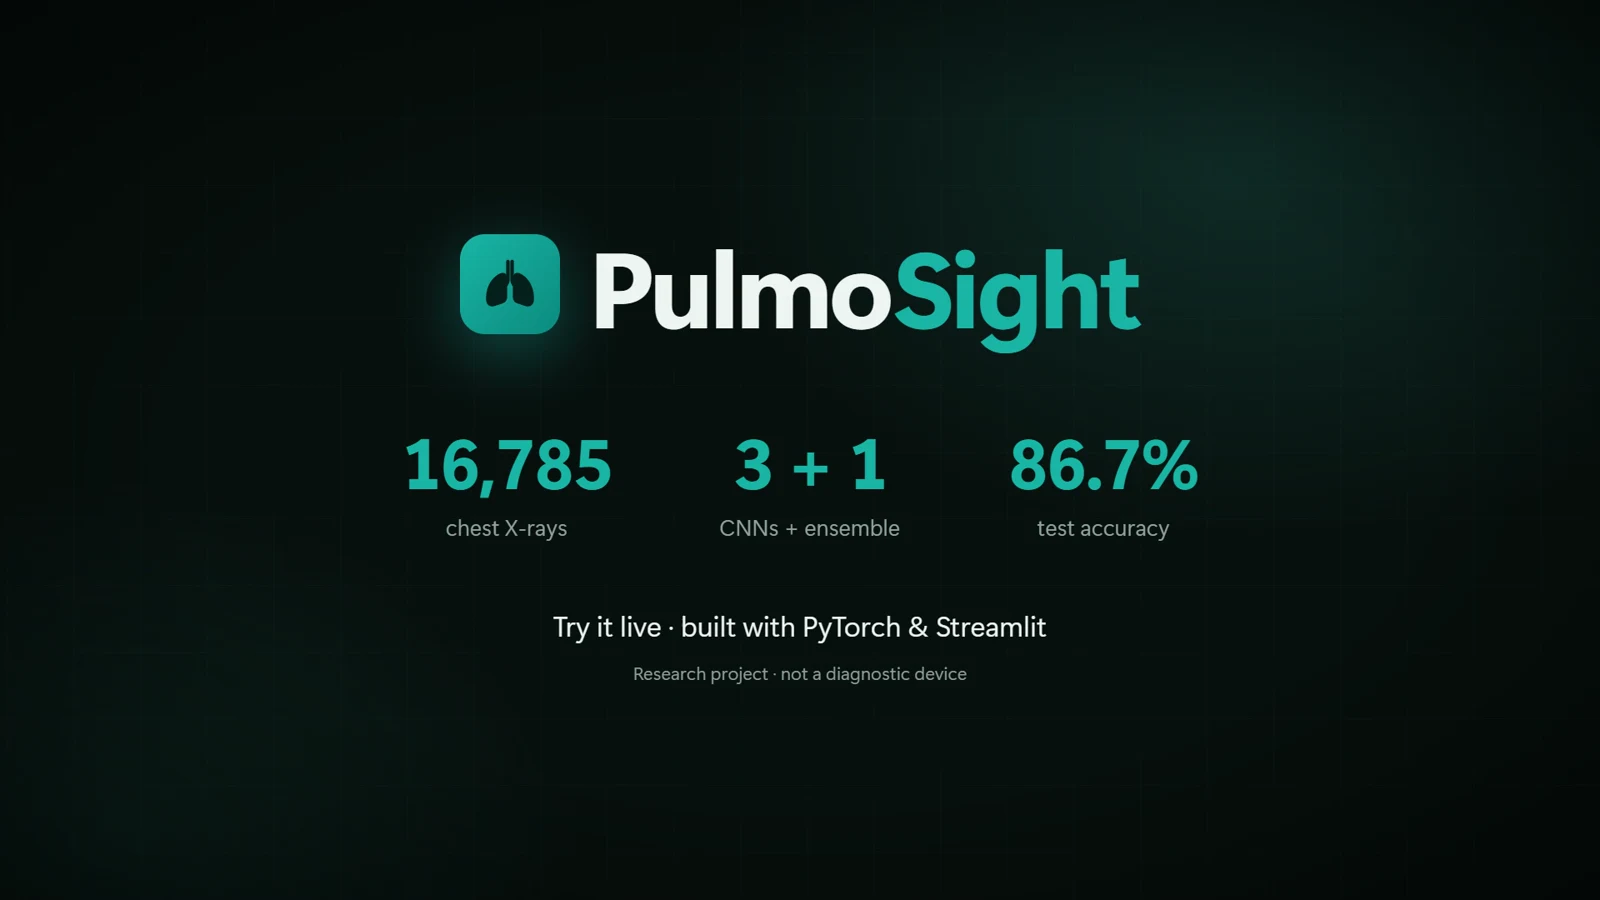 PulmoSight
16,785 3 + 1 86.7%
chest X-rays CNNs + ensemble test accuracy
Try it live · built with PyTorch & Streamlit
Research project · not a diagnostic device